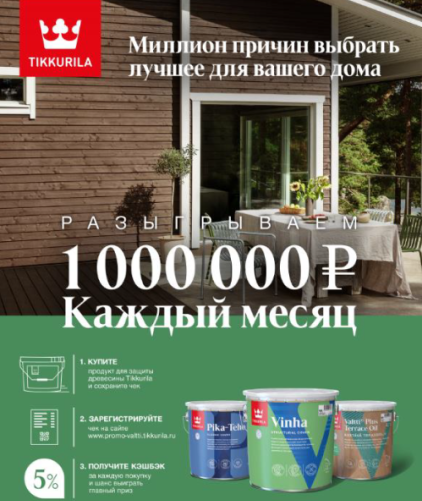 TIKKURILA
Миллион причин выбрать
лучшее для вашего дома
РАЗЫГРЫВАЕМ
1 000 000 ₽
Каждый месяц
1. КУПИТЕ
продукт для защиты
древесины Tikkurila
и сохраните чек
2. ЗАРЕГИСТРИРУЙТЕ
чек на сайте
www.promo-valtti.tikkurila.ru
5%
3. ПОЛУЧИТЕ КЭШБЭК
за каждую покупку
и шанс выиграть
главный приз
Pika-Teho
Vinha
Valtti Plus
Terrace Oil